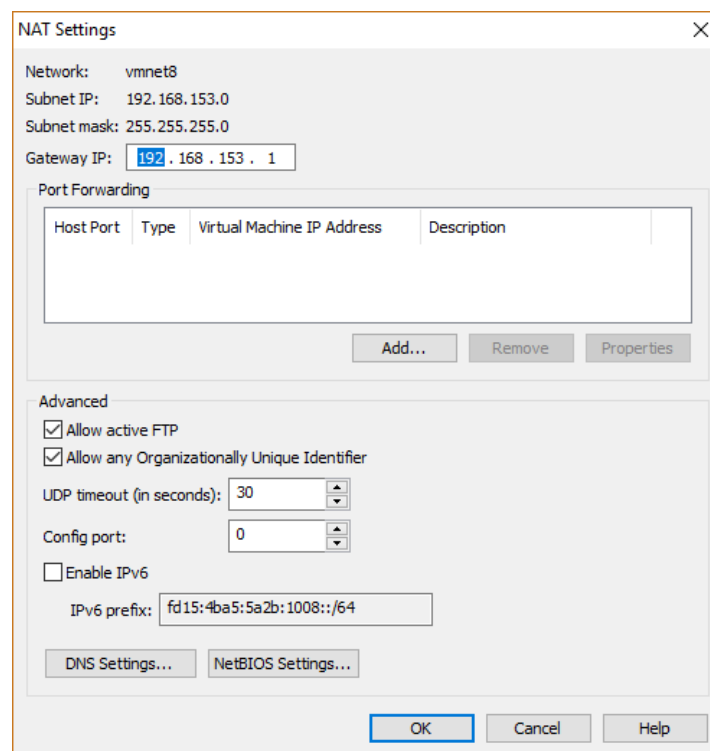 NAT Settings
Network: vmnet8
Subnet IP: 192.168.153.0
Subnet mask: 255.255.255.0
Gateway IP: 192 . 168 . 153 . 1
Port Forwarding
Host Port Type Virtual Machine IP Address Description
Add... Remove Properties
Advanced
Allow active FTP
Allow any Organizationally Unique Identifier
UDP timeout (in seconds): 30
Config port: 0
Enable IPv6
IPv6 prefix: fd15:4ba5:5a2b:1008::/64
DNS Settings... NetBIOS Settings...
OK Cancel Help